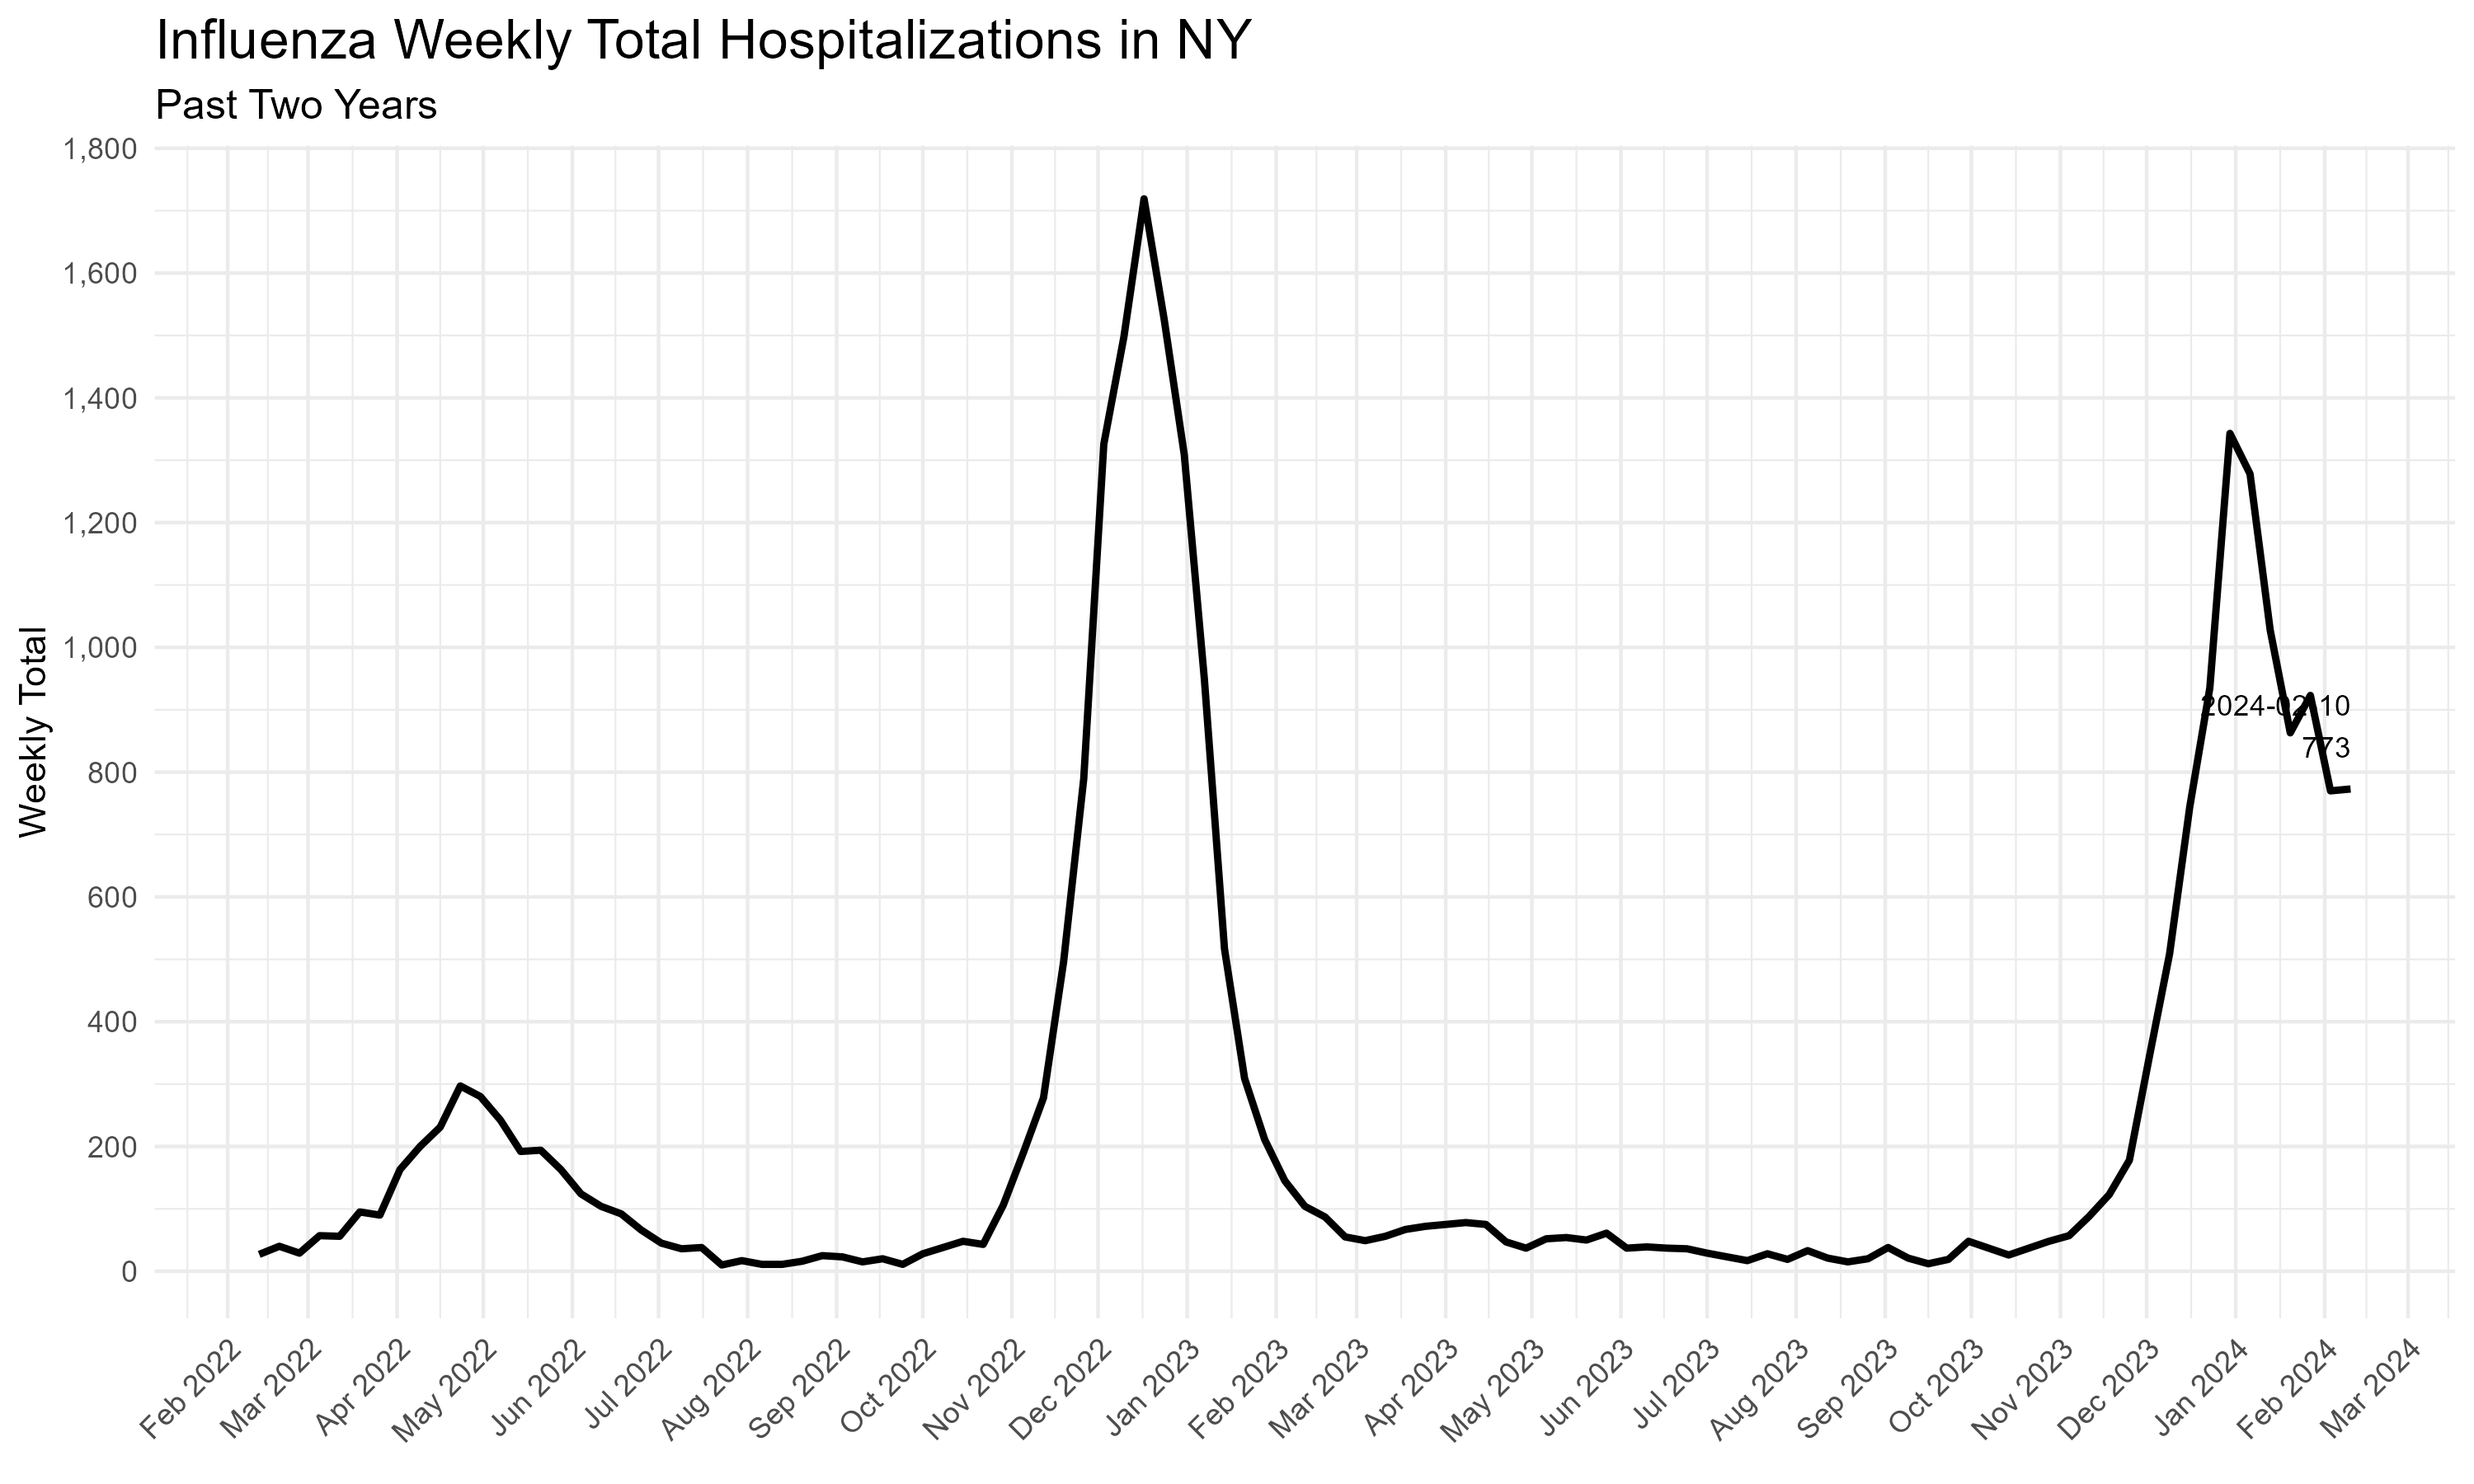 Influenza Weekly Total Hospitalizations in NY
Past Two Years
Weekly Total
1,800
1,600
1,400
1,200
1,000
800
600
400
200
0
2024-02-10
773
Feb 2022
Mar 2022
Apr 2022
May 2022
Jun 2022
Jul 2022
Aug 2022
Sep 2022
Oct 2022
Nov 2022
Dec 2022
Jan 2023
Feb 2023
Mar 2023
Apr 2023
May 2023
Jun 2023
Jul 2023
Aug 2023
Sep 2023
Oct 2023
Nov 2023
Dec 2023
Jan 2024
Feb 2024
Mar 2024